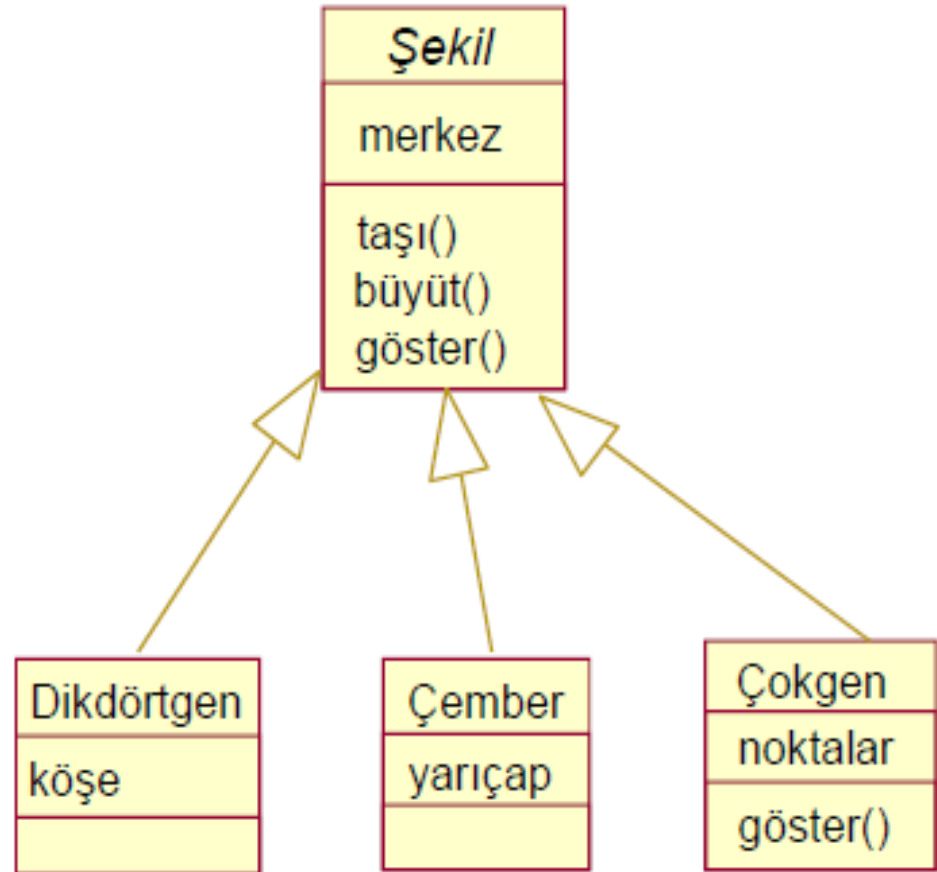 Şekil
merkez
taşı()
büyüt()
göster()
Dikdörtgen
köşe
Çember
yarıçap
Çokgen
noktalar
göster()